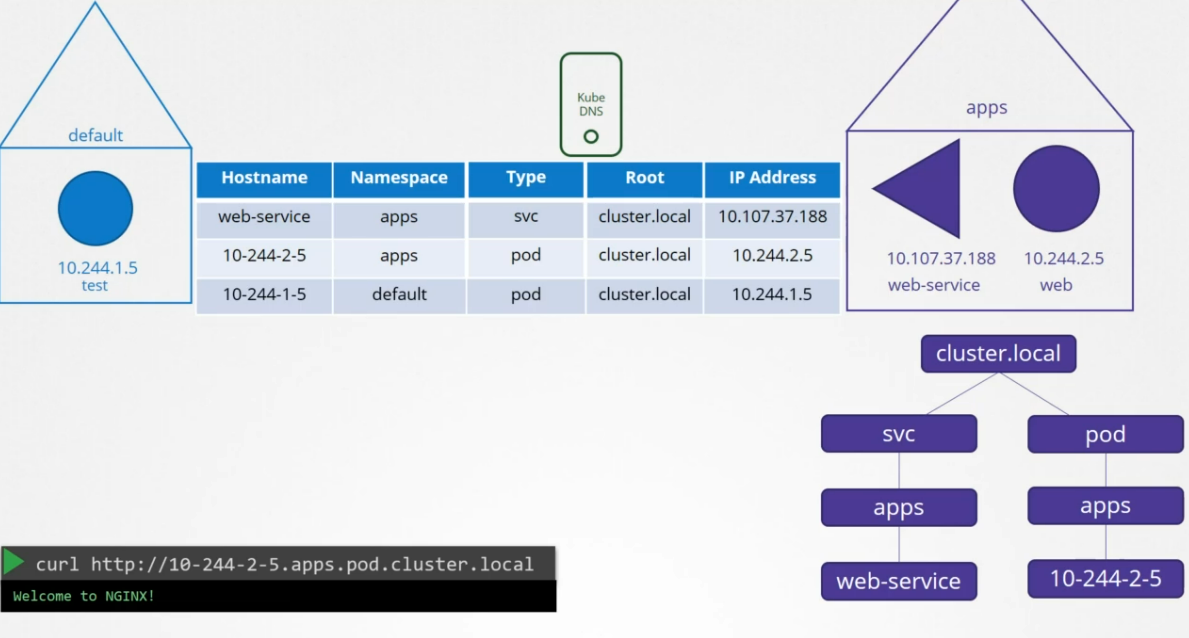 default
10.244.1.5
test
Kube
DNS
Hostname Namespace Type Root IP Address
web-service apps svc cluster.local 10.107.37.188
10-244-2-5 apps pod cluster.local 10.244.2.5
10-244-1-5 default pod cluster.local 10.244.1.5
apps
10.107.37.188 10.244.2.5
web-service web
cluster.local
svc pod
apps apps
web-service 10-244-2-5
curl http://10-244-2-5.apps.pod.cluster.local
Welcome to NGINX!